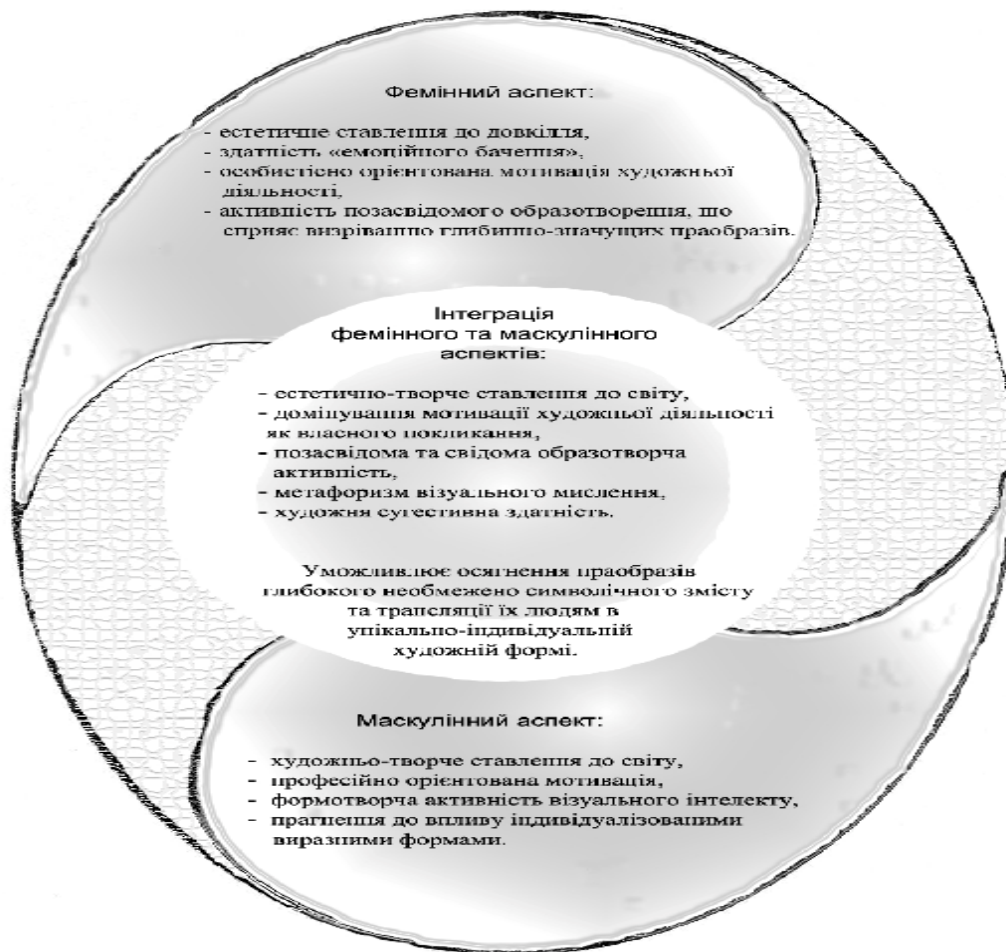 Фемінний аспект:
- естетичне ставлення до довкілля,
- здатність «емоційного бачення»,
- особистісно орієнтована мотивація художньої
діяльності,
- активність позасвідомого образотворення, що
сприяє визріванню глибинно-значущих праобразів.
Інтеграція
фемінного та маскулінного
аспектів:
- естетично-творче ставлення до світу,
- домінування мотивації художньої діяльності
як власного покликання,
- позасвідома та свідома образотворча
активність,
- метафоризм візуального мислення,
- художня сугестивна здатність.
Уможливлює осягнення праобразів
глибокого необмежено символічного змісту
та трансляції їх людям в
унікально-індивідуальній
художній формі.
Маскулінний аспект:
- художньо-творче ставлення до світу,
- професійно орієнтована мотивація,
- формотворча активність візуального інтелекту,
- прагнення до впливу індивідуалізованими
виразними формами.